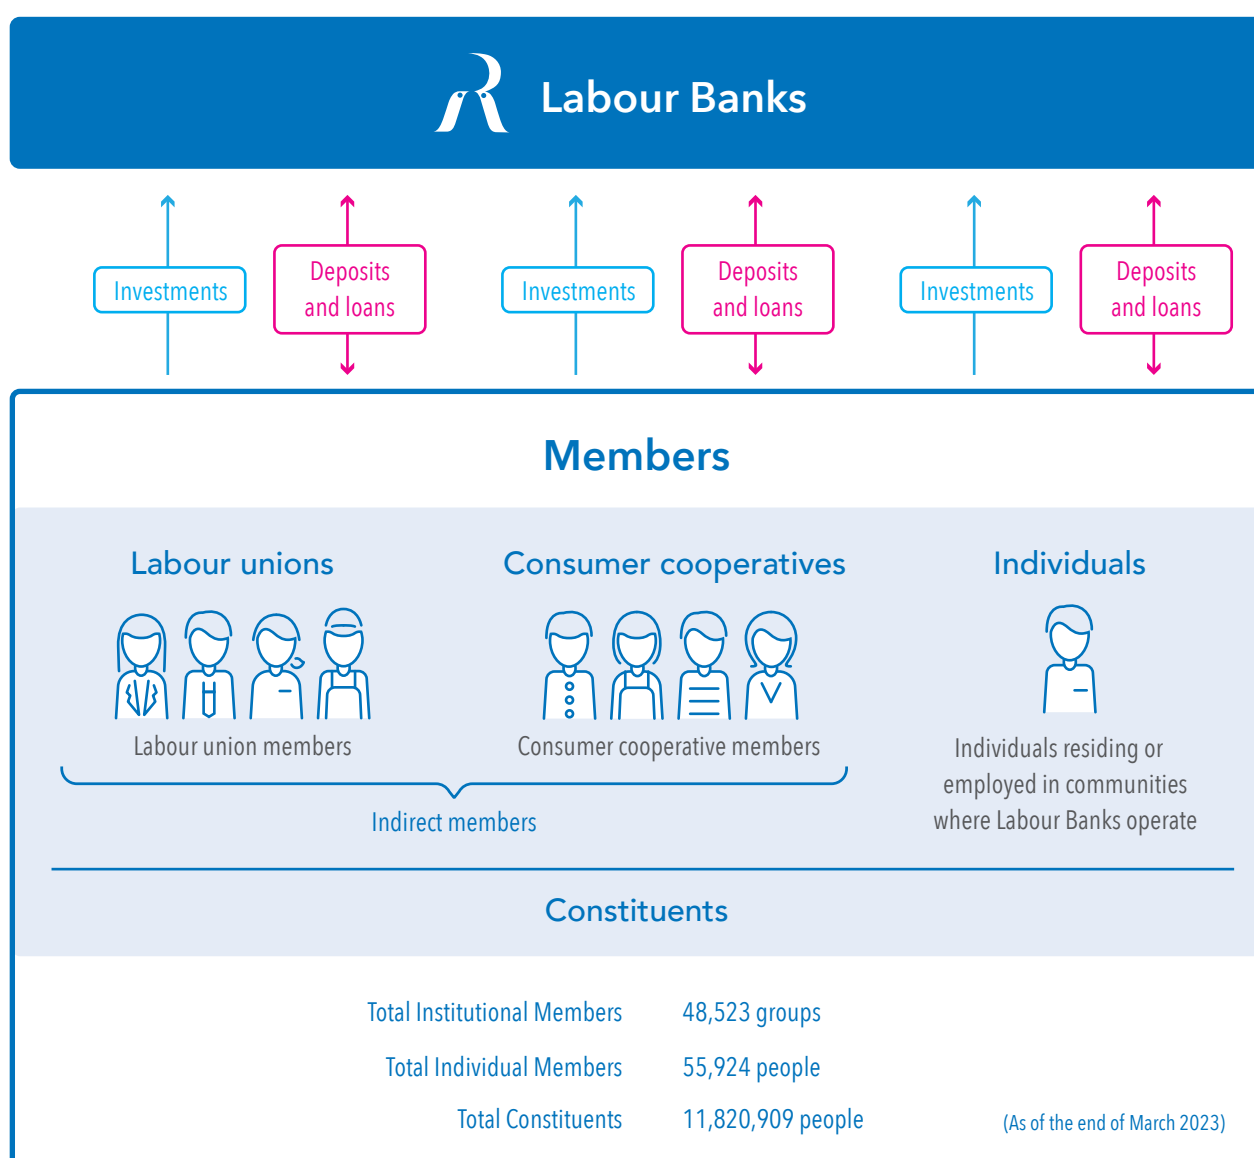 Labour Banks
Investments
Deposits
and loans
Investments
Deposits
and loans
Investments
Deposits
and loans
Members
Labour unions
Labour union members
Consumer cooperatives
Consumer cooperative members
Indirect members
Individuals
Individuals residing or
employed in communities
where Labour Banks operate
Constituents
Total Institutional Members 48,523 groups
Total Individual Members 55,924 people
Total Constituents 11,820,909 people
(As of the end of March 2023)